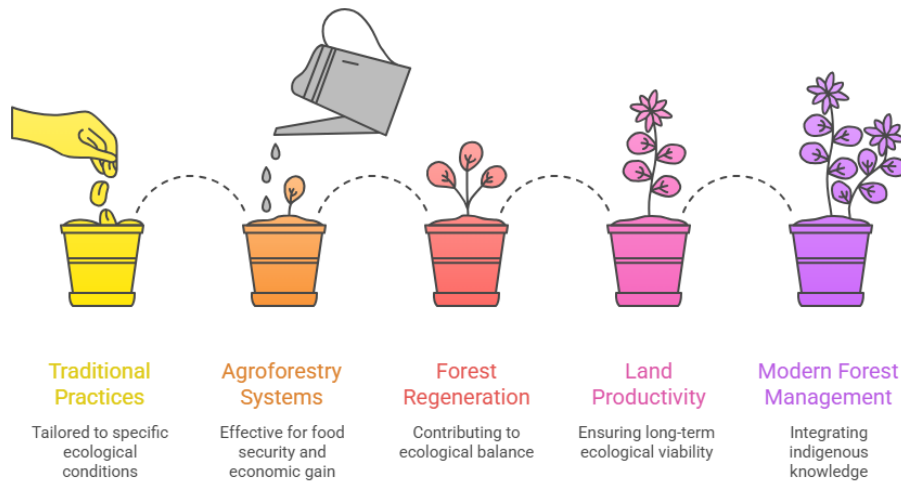 Traditional
Practices
Tailored to specific
ecological
conditions
Agroforestry
Systems
Effective for food
security and
economic gain
Forest
Regeneration
Contributing to
ecological balance
Land
Productivity
Ensuring long-term
ecological viability
Modern Forest
Management
Integrating
indigenous
knowledge